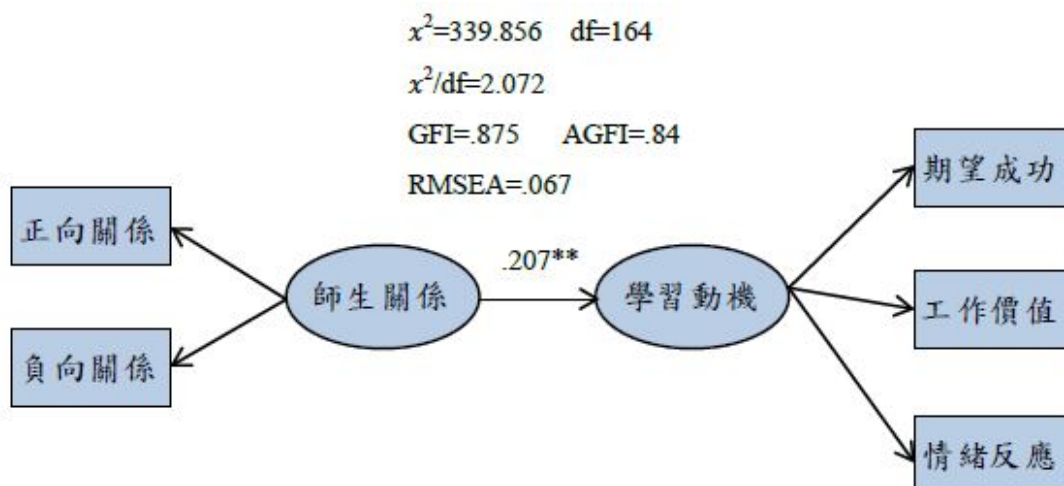 x²=339.856 df=164
x²/df=2.072
GFI=.875 AGFI=.84
RMSEA=.067
期望成功
正向關係
.207**
師生關係
學習動機
工作價值
負向關係
情緒反應